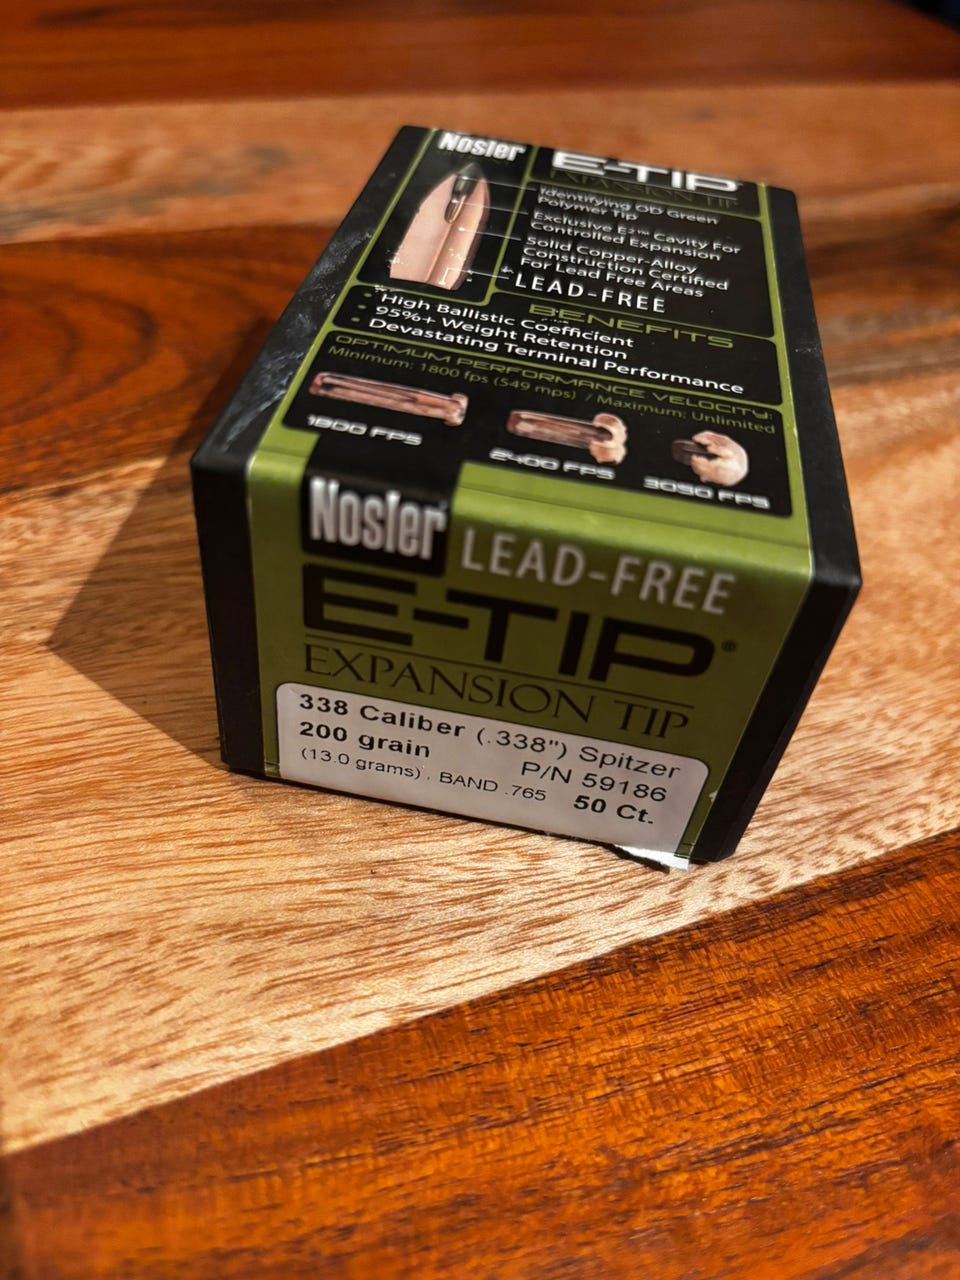 Nosler
E-TIP
EXPANSION TIP
Identifying OD Green
Polymer Tip
Exclusive E²™ Cavity For
Controlled Expansion
Solid Copper-Alloy
Construction Certified
For Lead Free Areas
LEAD-FREE
BENEFITS
• High Ballistic Coefficient
• 95%+ Weight Retention
• Devastating Terminal Performance
OPTIMUM PERFORMANCE VELOCITY:
Minimum: 1800 fps (549 mps) / Maximum: Unlimited
1800 FPS
2400 FPS
3050 FPS
Nosler
LEAD-FREE
E-TIP®
EXPANSION TIP
338 Caliber (.338") Spitzer
200 grain P/N 59186
(13.0 grams), BAND .765 50 Ct.